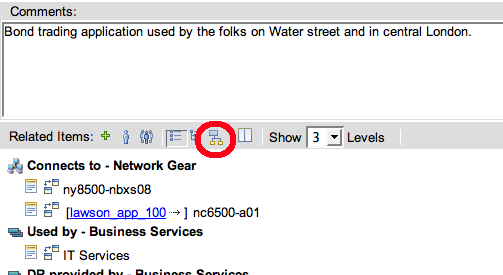 Comments:
Bond trading application used by the folks on Water street and in central London.
Related Items: Show 3 Levels
Connects to - Network Gear
ny8500-nbxs08
[lawson_app_100 ⇢ ] nc6500-a01
Used by - Business Services
IT Services
DR provided by - Business Services